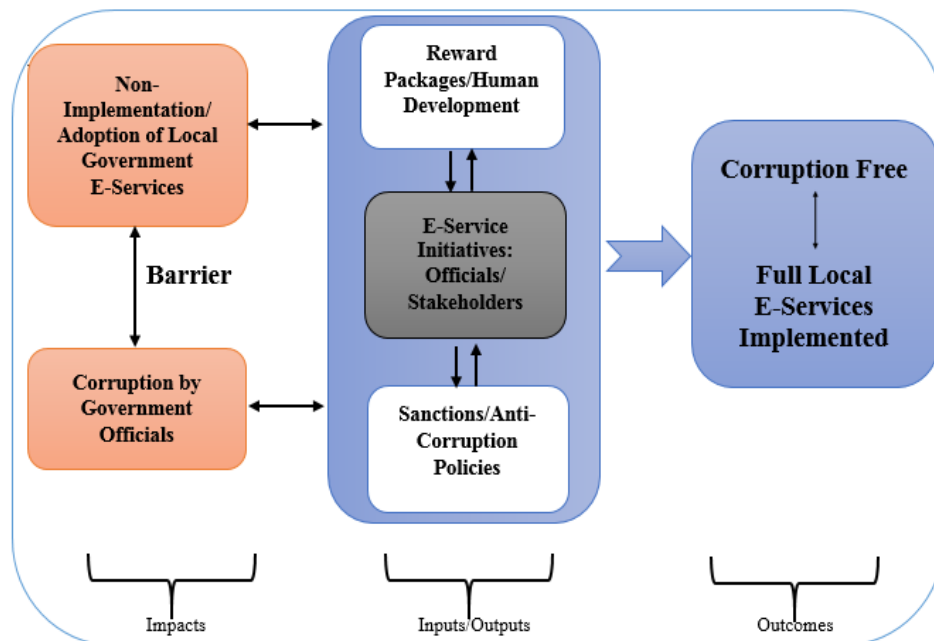 Non-
Implementation/
Adoption of Local
Government
E-Services
Barrier
Corruption by
Government
Officials
Reward
Packages/Human
Development
E-Service
Initiatives:
Officials/
Stakeholders
Sanctions/Anti-
Corruption
Policies
Corruption Free
Full Local
E-Services
Implemented
Impacts
Inputs/Outputs
Outcomes